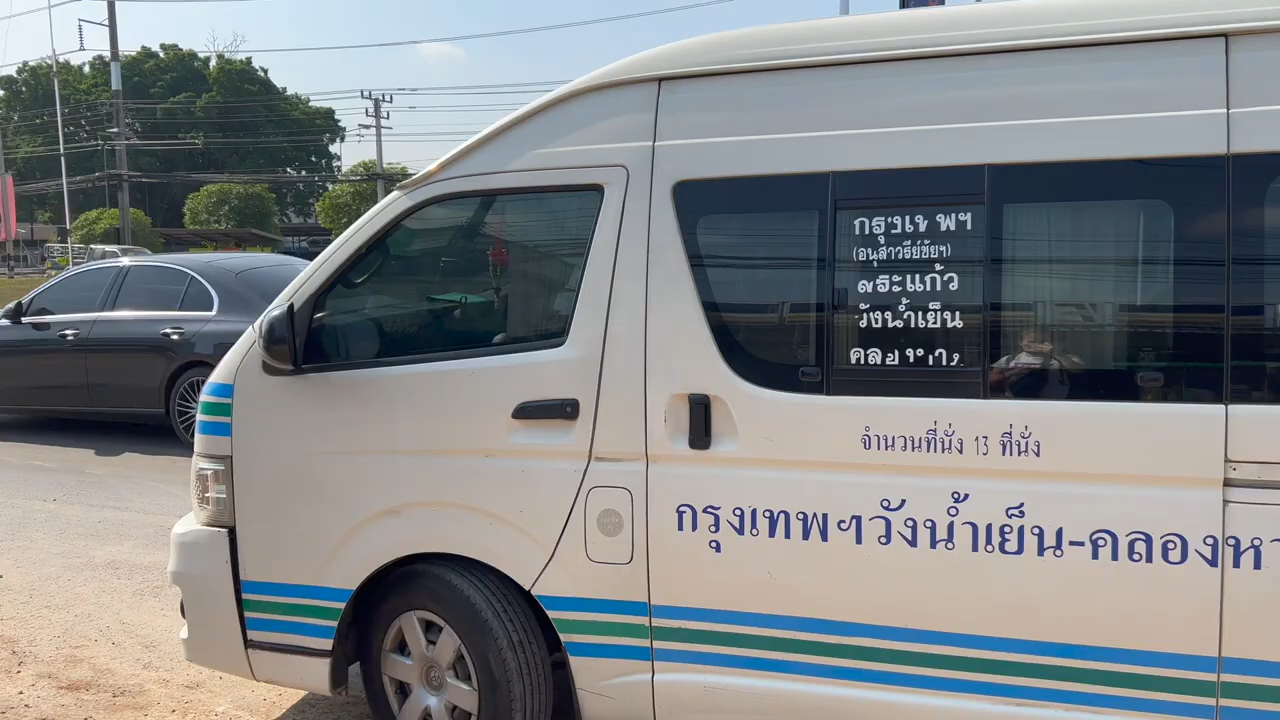 กรุงเทพฯ
(อนุสาวรีย์ชัยฯ)
สระแก้ว
วังน้ำเย็น
จำนวนที่นั่ง 13 ที่นั่ง
กรุงเทพฯวังน้ำเย็น-คลองหา